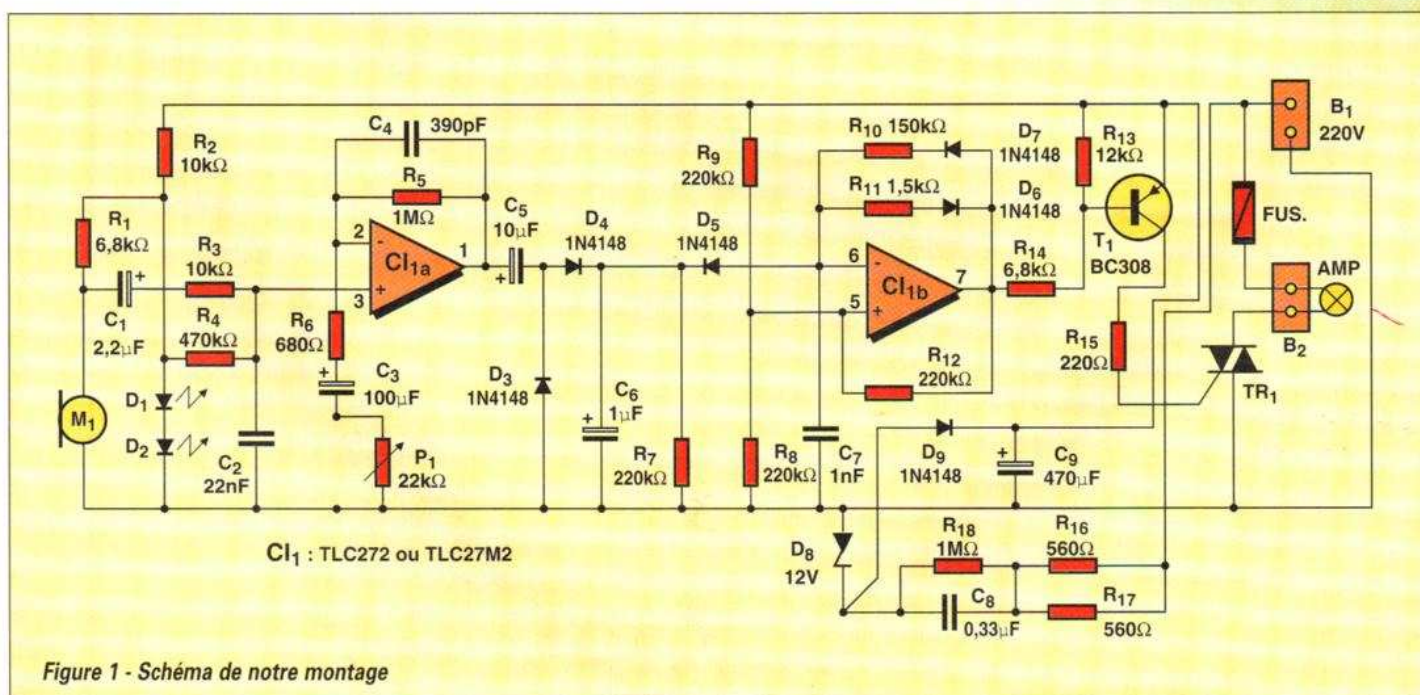 C4 390pF
R2
10kΩ
R5
1MΩ
R1
6,8kΩ
R3
10kΩ
C1
+
2,2µF
R4
470kΩ
2
-
CI1a
1
3
+
C5
10µF
+
D4
1N4148
D5
1N4148
R6
680Ω
+
C3
100µF
M1
D1
D2
C2
22nF
P1
22kΩ
D3
1N4148
+
C6
1µF
R7
220kΩ
R9
220kΩ
R8
220kΩ
R10 150kΩ
D7
1N4148
R11 1,5kΩ
D6
1N4148
6
-
CI1b
7
5
+
R12
220kΩ
C7
1nF
R13
12kΩ
R14
6,8kΩ
T1
BC308
R15
220Ω
B1
220V
FUS.
AMP
B2
TR1
D9
1N4148
+
C9
470µF
D8
12V
R18
1MΩ
R16
560Ω
C8
0,33µF
R17
560Ω
CI1 : TLC272 ou TLC27M2
Figure 1 - Schéma de notre montage